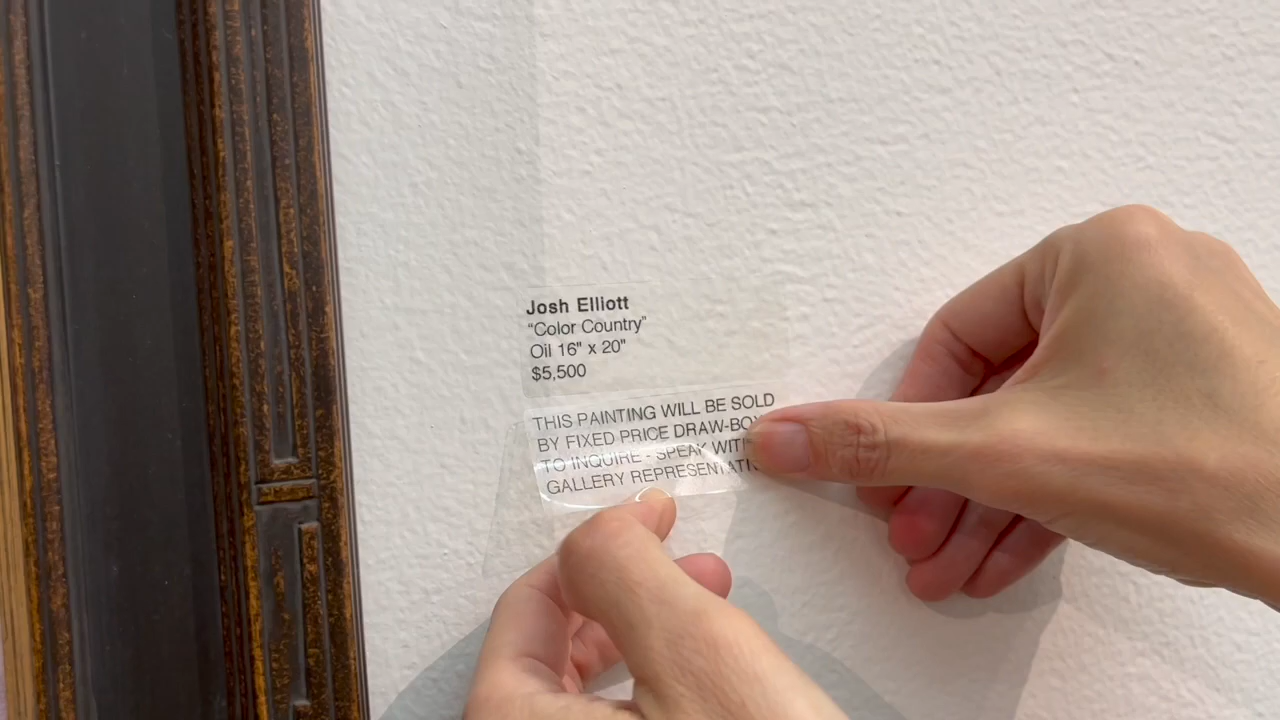 Josh Elliott
“Color Country”
Oil 16" x 20"
$5,500
THIS PAINTING WILL BE SOLD
BY FIXED PRICE DRAW-BOX
TO INQUIRE - SPEAK WITH
GALLERY